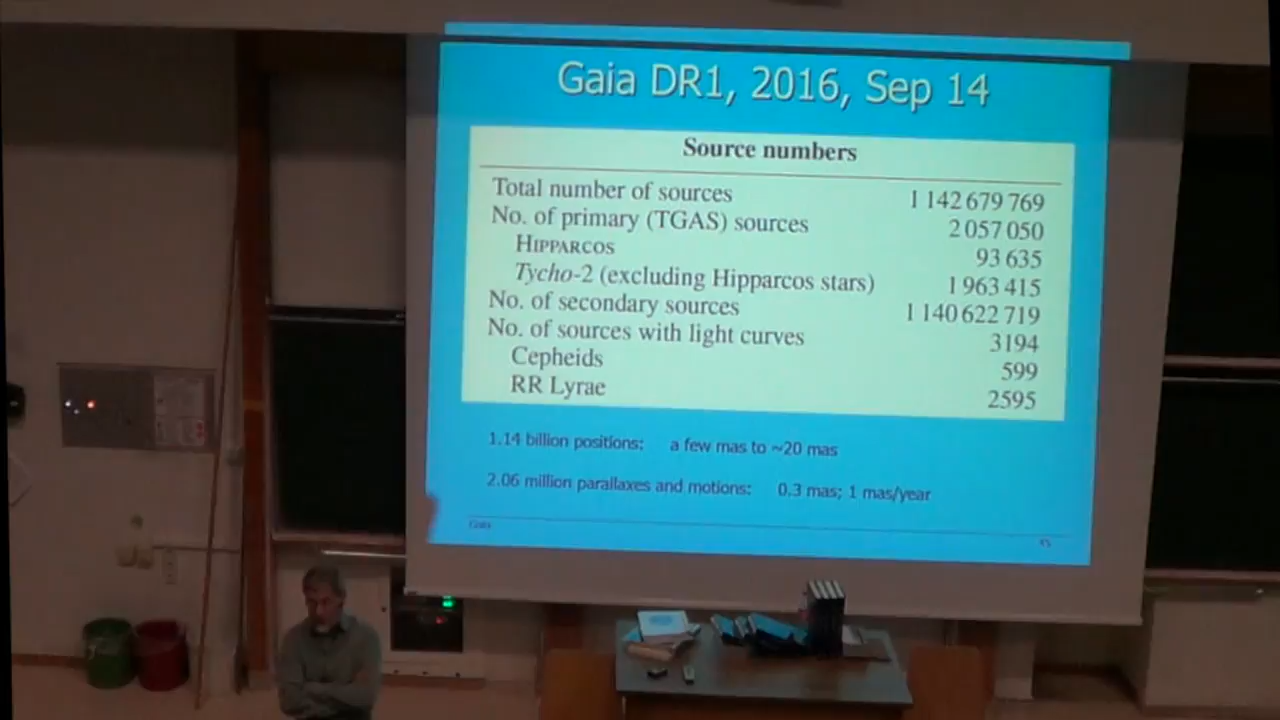 Gaia DR1, 2016, Sep 14
Source numbers
Total number of sources 1 142 679 769
No. of primary (TGAS) sources 2 057 050
HIPPARCOS 93 635
Tycho-2 (excluding Hipparcos stars) 1 963 415
No. of secondary sources 1 140 622 719
No. of sources with light curves 3194
Cepheids 599
RR Lyrae 2595
1.14 billion positions: a few mas to ~20 mas
2.06 million parallaxes and motions: 0.3 mas; 1 mas/year
Gaia